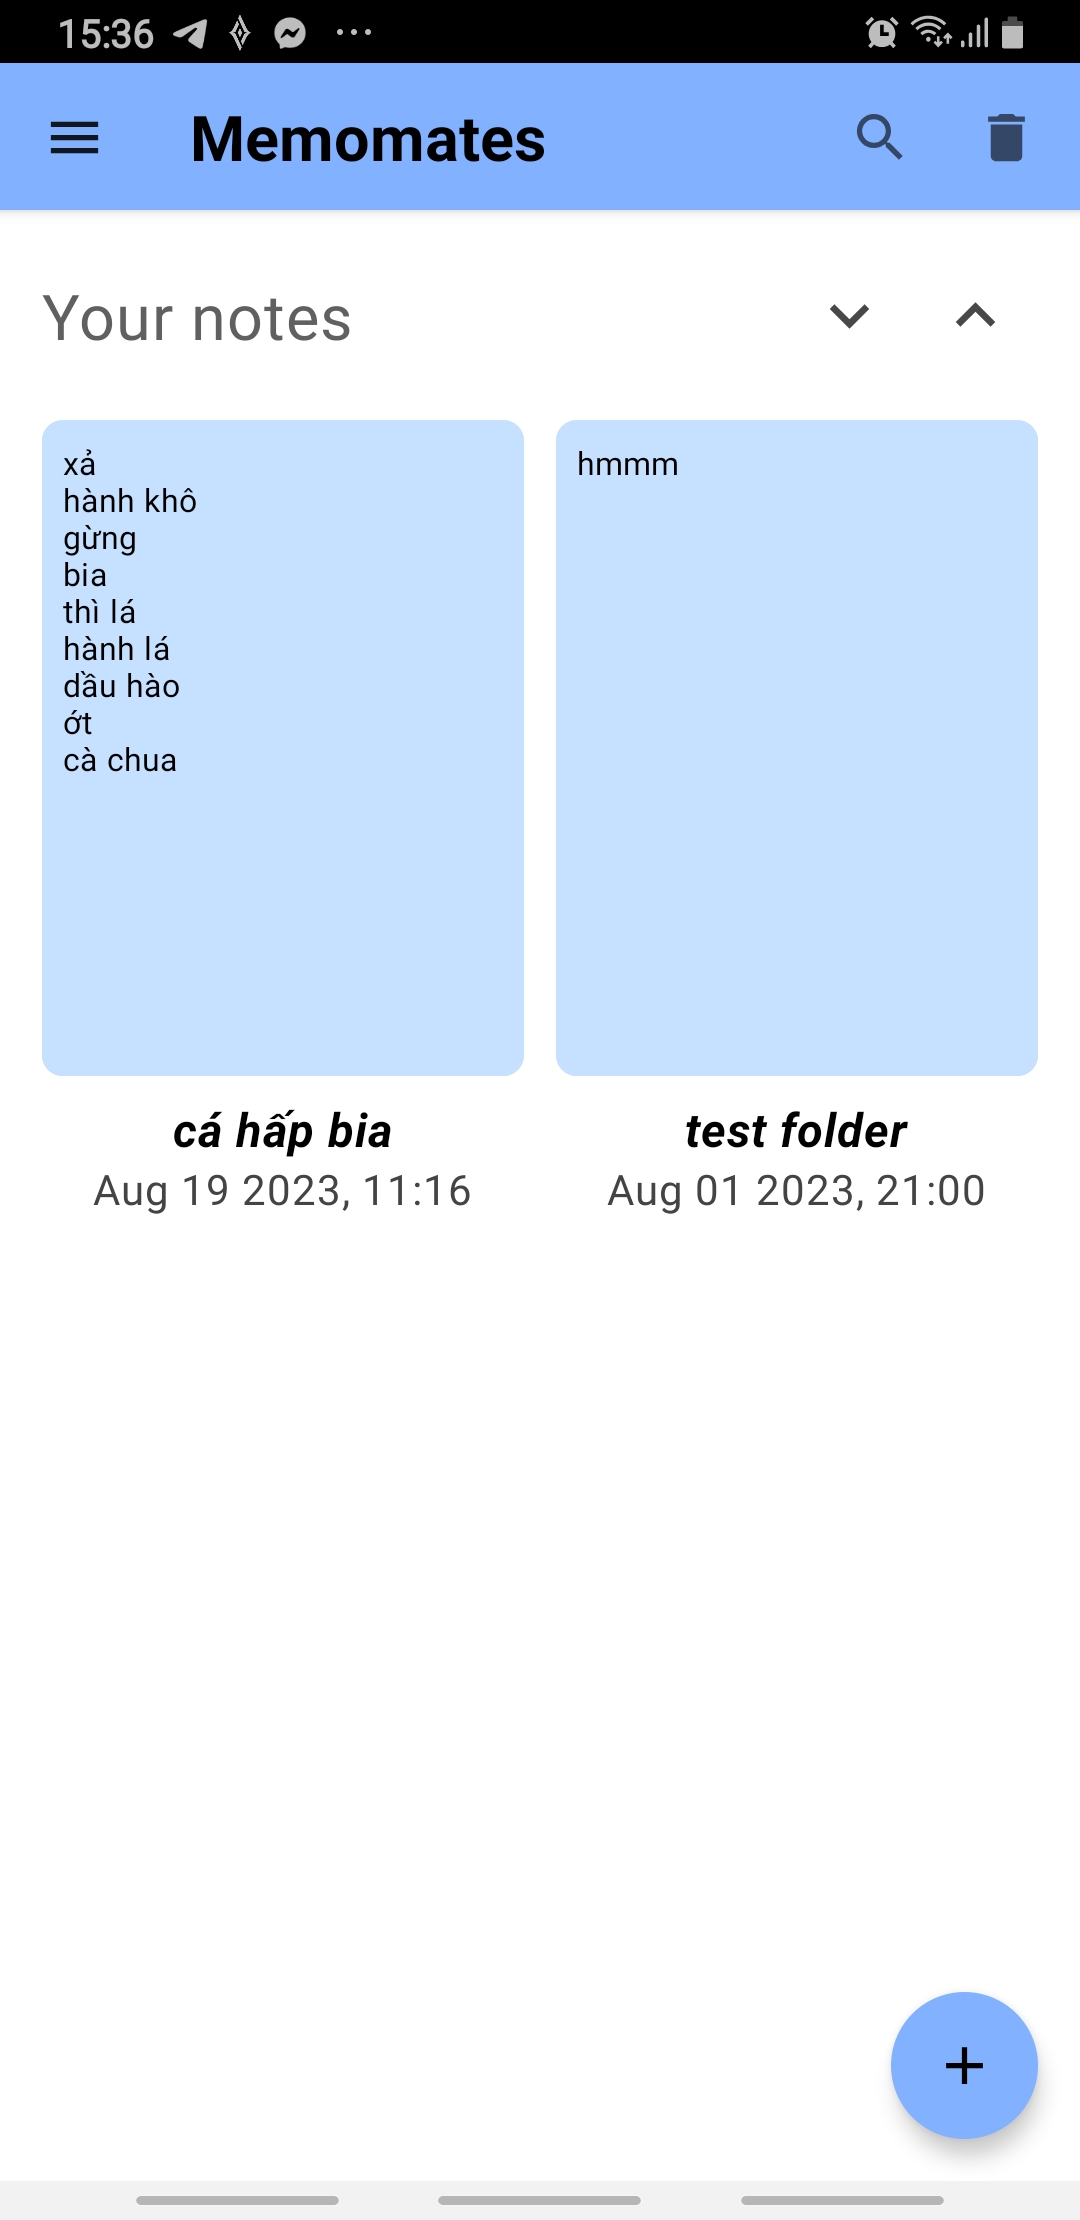 15:36
Memomates
Your notes
xả
hành khô
gừng
bia
thì lá
hành lá
dầu hào
ớt
cà chua
hmmm
cá hấp bia
Aug 19 2023, 11:16
test folder
Aug 01 2023, 21:00